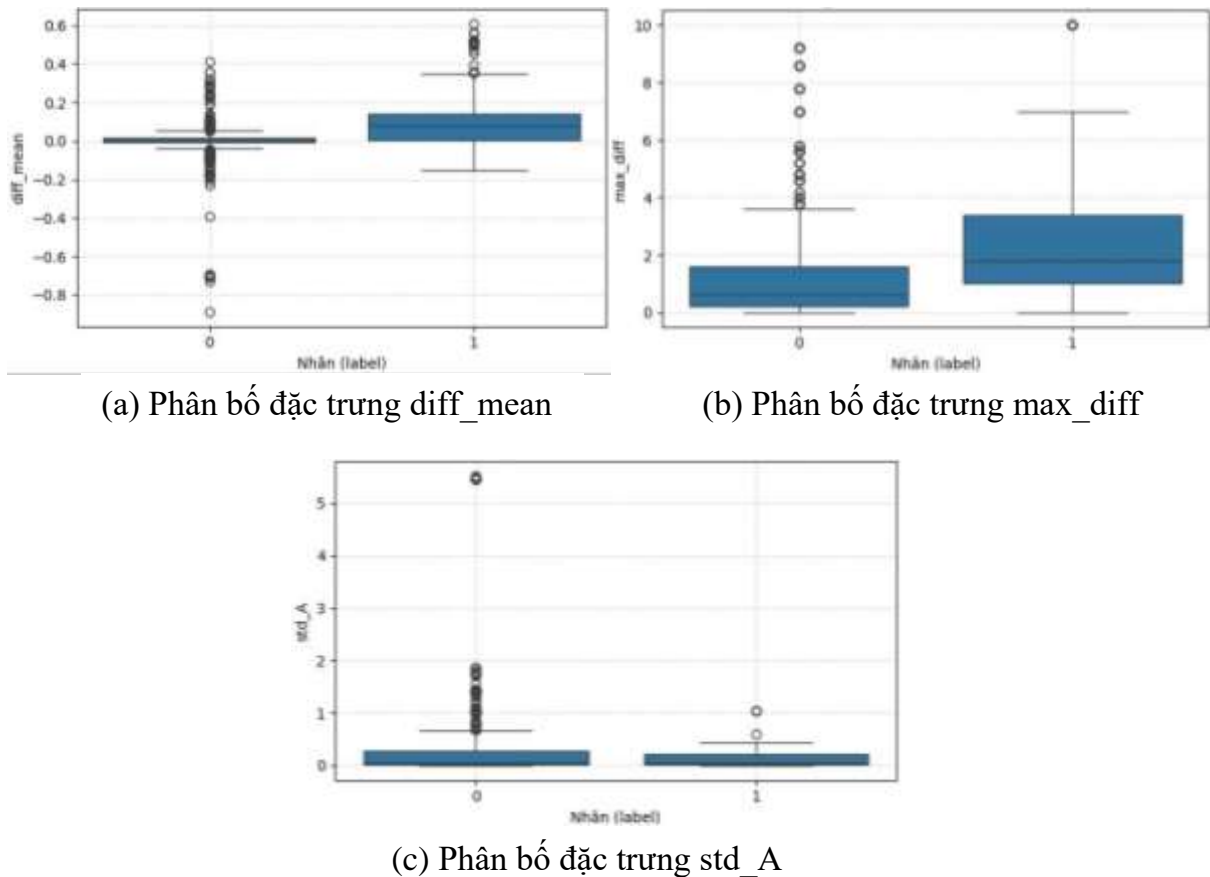 0.6
0.4
0.2
0.0
−0.2
−0.4
−0.6
−0.8
diff_mean
0 1
Nhãn (label)
10
8
6
4
2
0
max_diff
0 1
Nhãn (label)
(a) Phân bố đặc trưng diff_mean
(b) Phân bố đặc trưng max_diff
5
4
3
2
1
0
std_A
0 1
Nhãn (label)
(c) Phân bố đặc trưng std_A